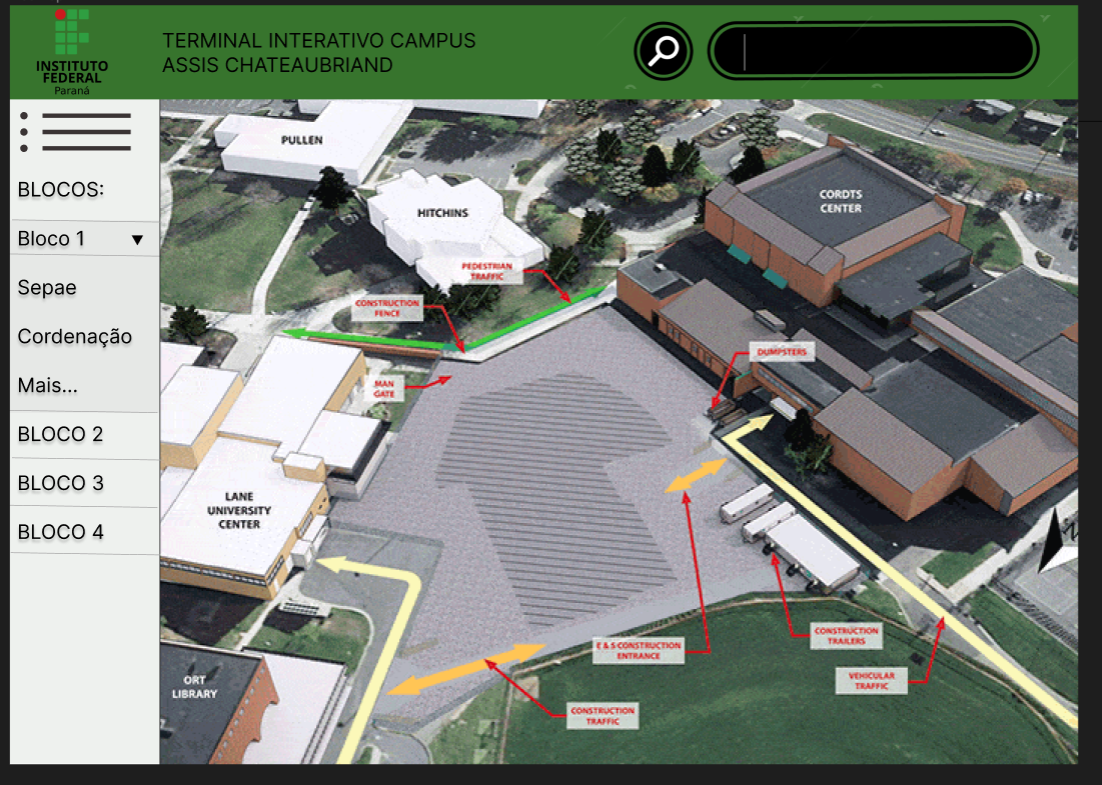 INSTITUTO
FEDERAL
Paraná
TERMINAL INTERATIVO CAMPUS
ASSIS CHATEAUBRIAND
BLOCOS:
Bloco 1
Sepae
Cordenação
Mais...
BLOCO 2
BLOCO 3
BLOCO 4
PULLEN
HITCHINS
CORDTS
CENTER
PEDESTRIAN
TRAFFIC
CONSTRUCTION
FENCE
DUMPSTERS
MAN
GATE
LANE
UNIVERSITY
CENTER
E & S CONSTRUCTION
ENTRANCE
CONSTRUCTION
TRAILERS
VEHICULAR
TRAFFIC
ORT
LIBRARY
CONSTRUCTION
TRAFFIC